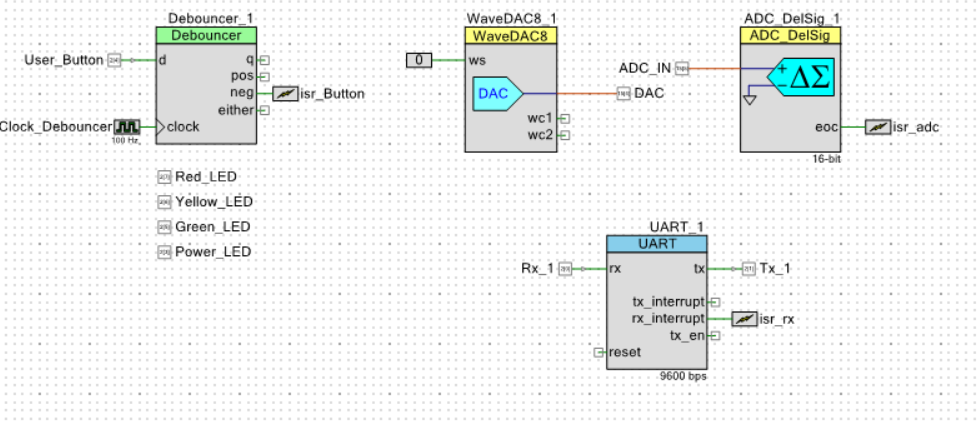 Debouncer_1
Debouncer
User_Button
d
q
pos
neg
isr_Button
either
Clock_Debouncer
clock
100 Hz
Red_LED
Yellow_LED
Green_LED
Power_LED
WaveDAC8_1
WaveDAC8
0
ws
DAC
DAC
wc1
wc2
ADC_DelSig_1
ADC_DelSig
ADC_IN
+
ΔΣ
−
eoc
isr_adc
16-bit
UART_1
UART
Rx_1
rx
tx
Tx_1
tx_interrupt
rx_interrupt
isr_rx
tx_en
reset
9600 bps